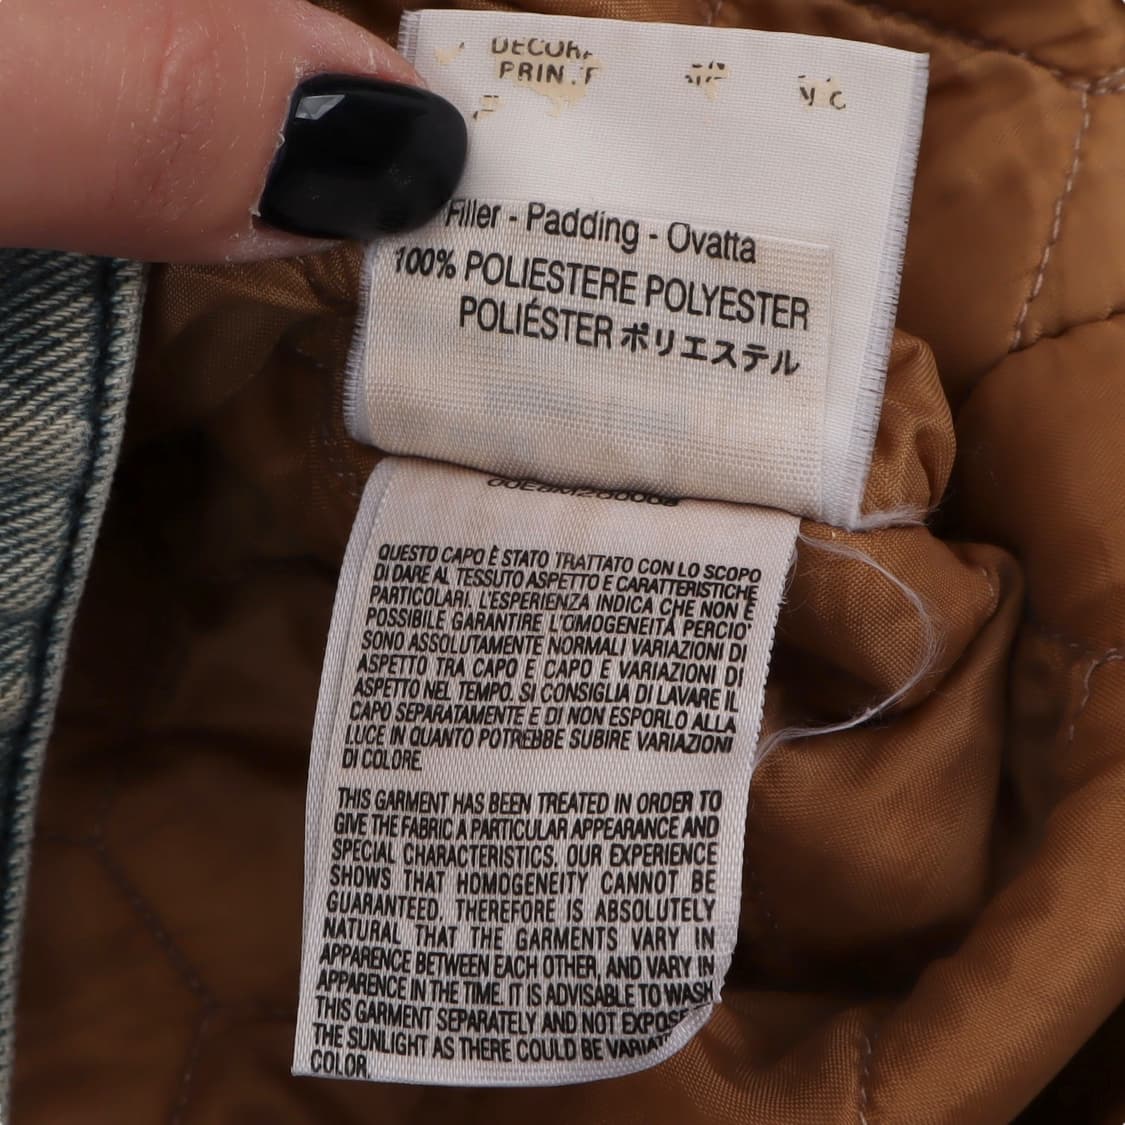 Filler - Padding - Ovatta
100% POLIESTERE POLYESTER
POLIÉSTER ポリエステル
QUESTO CAPO È STATO TRATTATO CON LO SCOPO
DI DARE AL TESSUTO ASPETTO E CARATTERISTICHE
PARTICOLARI. L'ESPERIENZA INDICA CHE NON È
POSSIBILE GARANTIRE L'OMOGENEITÀ PERCIO'
SONO ASSOLUTAMENTE NORMALI VARIAZIONI DI
ASPETTO TRA CAPO E CAPO E VARIAZIONI DI
ASPETTO NEL TEMPO. SI CONSIGLIA DI LAVARE IL
CAPO SEPARATAMENTE E DI NON ESPORLO ALLA
LUCE IN QUANTO POTREBBE SUBIRE VARIAZIONI
DI COLORE.
THIS GARMENT HAS BEEN TREATED IN ORDER TO
GIVE THE FABRIC A PARTICULAR APPEARANCE AND
SPECIAL CHARACTERISTICS. OUR EXPERIENCE
SHOWS THAT HOMOGENEITY CANNOT BE
GUARANTEED. THEREFORE IS ABSOLUTELY
NATURAL THAT THE GARMENTS VARY IN
APPARENCE BETWEEN EACH OTHER, AND VARY IN
APPARENCE IN THE TIME. IT IS ADVISABLE TO WASH
THIS GARMENT SEPARATELY AND NOT EXPOSE
THE SUNLIGHT AS THERE COULD BE
COLOR.